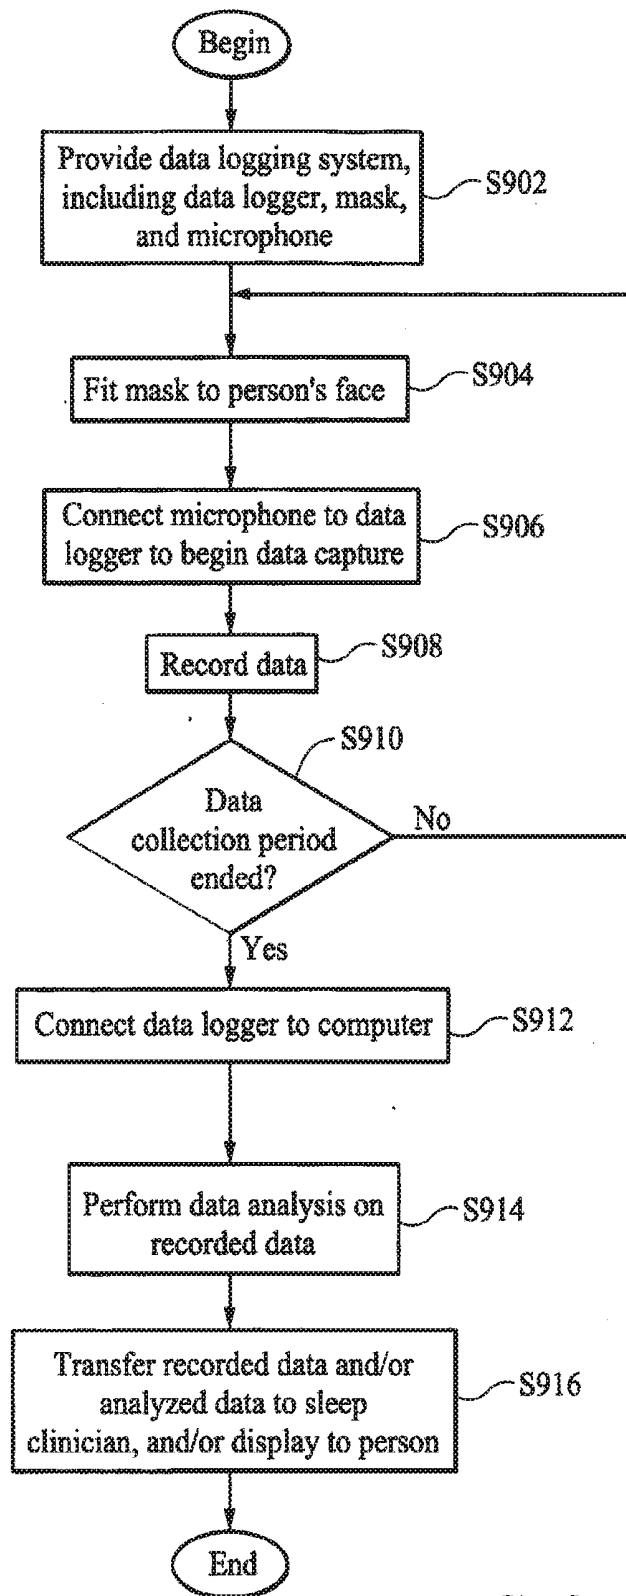 Begin
Provide data logging system,
including data logger, mask,
and microphone
S902
Fit mask to person's face
S904
Connect microphone to data
logger to begin data capture
S906
Record data
S908
S910
Data
collection period
ended?
No
Yes
Connect data logger to computer
S912
Perform data analysis on
recorded data
S914
Transfer recorded data and/or
analyzed data to sleep
clinician, and/or display to person
S916
End